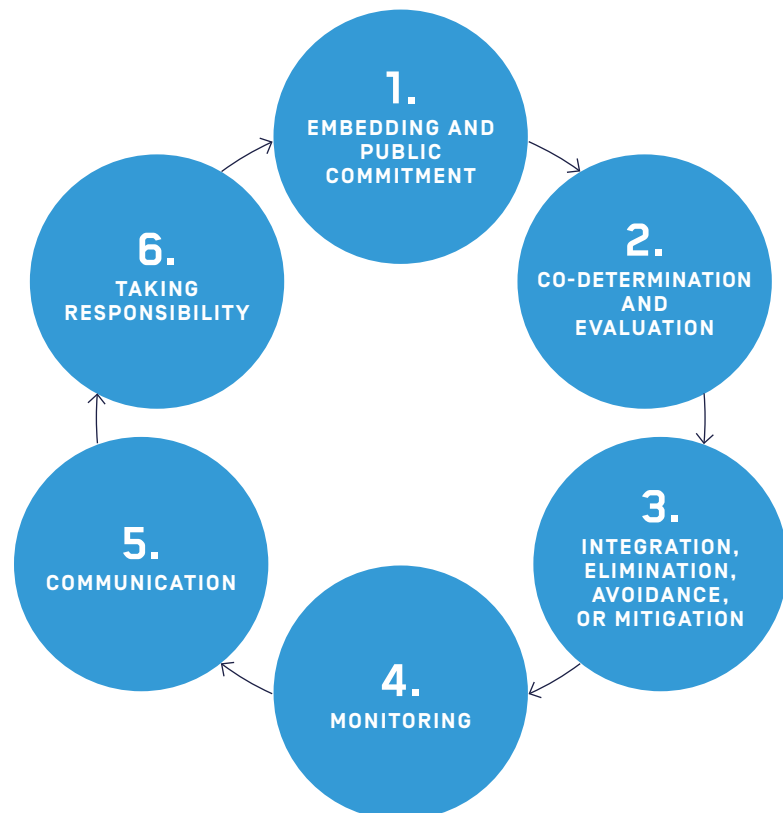 1.
EMBEDDING AND
PUBLIC
COMMITMENT
2.
CO-DETERMINATION
AND
EVALUATION
3.
INTEGRATION,
ELIMINATION,
AVOIDANCE,
OR MITIGATION
4.
MONITORING
5.
COMMUNICATION
6.
TAKING
RESPONSIBILITY